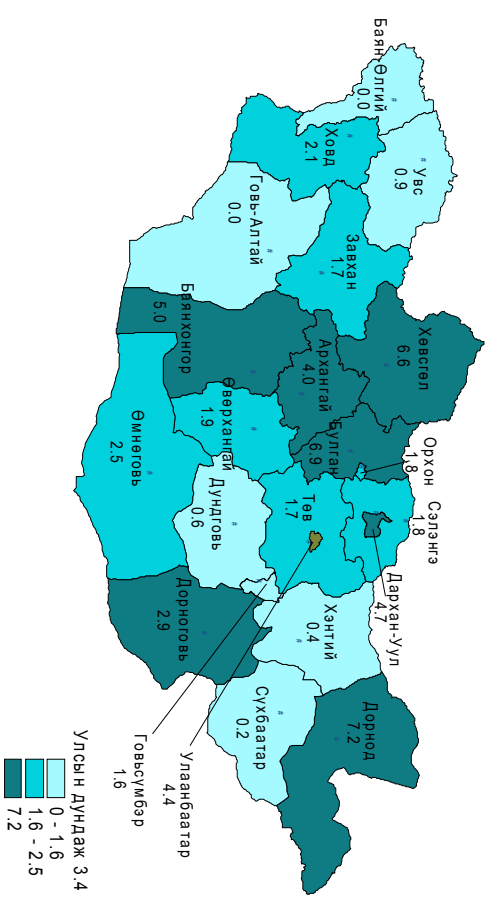 Баян-Өлгий
0.0
Увс
0.9
Ховд
2.1
Говь-Алтай
0.0
Завхан
1.7
Хөвсгөл
6.6
Баянхонгор
5.0
Архангай
4.0
Булган
6.9
Орхон
1.8
Сэлэнгэ
1.8
Дархан-Уул
4.7
Өвөрхангай
1.9
Төв
1.7
Өмнөговь
2.5
Дундговь
0.6
Дорноговь
2.9
Хэнтий
0.4
Дорнод
7.2
Сүхбаатар
0.2
Улаанбаатар
4.4
Говьсүмбэр
1.6
Улсын дундаж 3.4
0 - 1.6
1.6 - 2.5
7.2